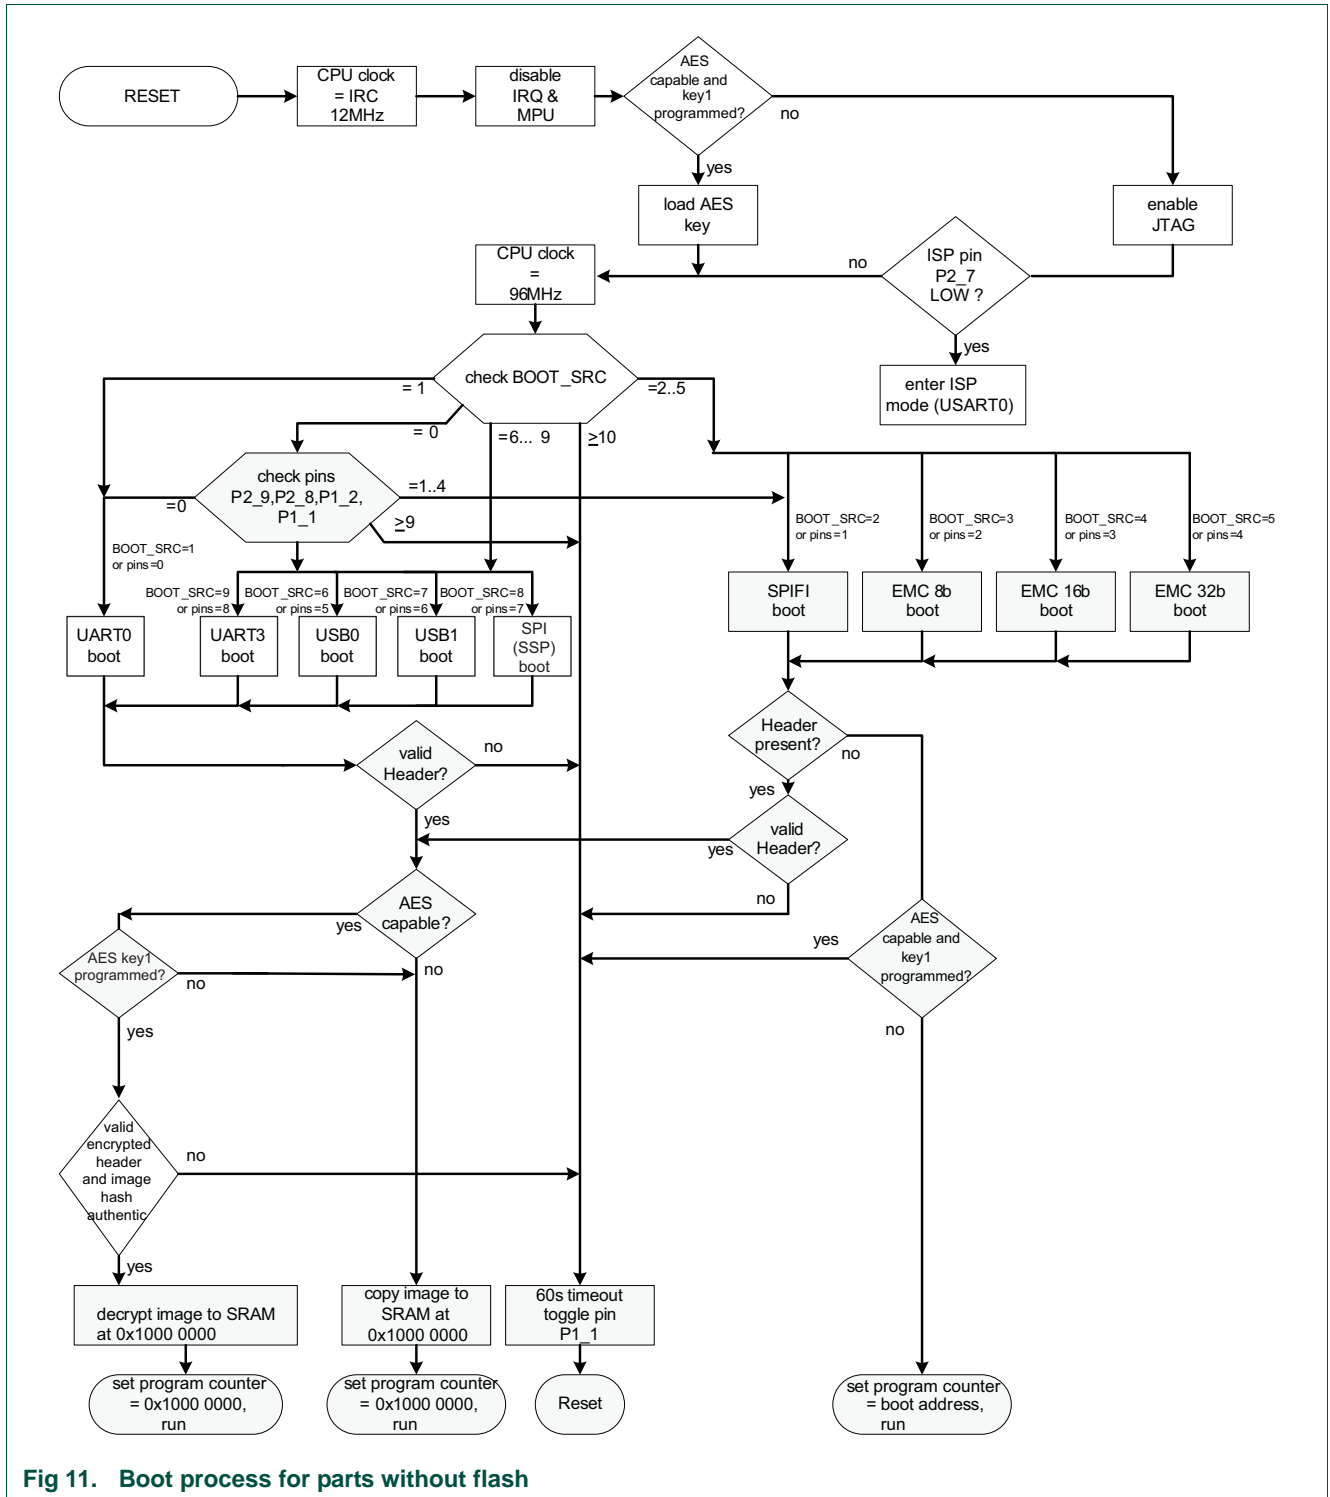 RESET
CPU clock
= IRC
12MHz
disable
IRQ &
MPU
AES
capable and
key1
programmed?
no
yes
load AES
key
enable
JTAG
CPU clock
=
96MHz
no
ISP pin
P2_7
LOW ?
yes
enter ISP
mode (USART0)
check BOOT_SRC
= 1
=2..5
= 0
=6... 9
≥10
check pins
P2_9,P2_8,P1_2,
P1_1
=0
=1..4
≥9
BOOT_SRC=1
or pins=0
BOOT_SRC=2
or pins=1
BOOT_SRC=3
or pins=2
BOOT_SRC=4
or pins=3
BOOT_SRC=5
or pins=4
BOOT_SRC=9
or pins=8
BOOT_SRC=6
or pins=5
BOOT_SRC=7
or pins=6
BOOT_SRC=8
or pins=7
UART0
boot
UART3
boot
USB0
boot
USB1
boot
SPI
(SSP)
boot
SPIFI
boot
EMC 8b
boot
EMC 16b
boot
EMC 32b
boot
Header
present?
no
yes
valid
Header?
no
yes
valid
Header?
yes
no
AES
capable?
yes
no
AES
capable and
key1
programmed?
yes
no
AES key1
programmed?
no
yes
valid
encrypted
header
and image
hash
authentic
no
yes
decrypt image to SRAM
at 0x1000 0000
copy image to
SRAM at
0x1000 0000
60s timeout
toggle pin
P1_1
set program counter
= 0x1000 0000,
run
set program counter
= 0x1000 0000,
run
Reset
set program counter
= boot address,
run
Fig 11. Boot process for parts without flash